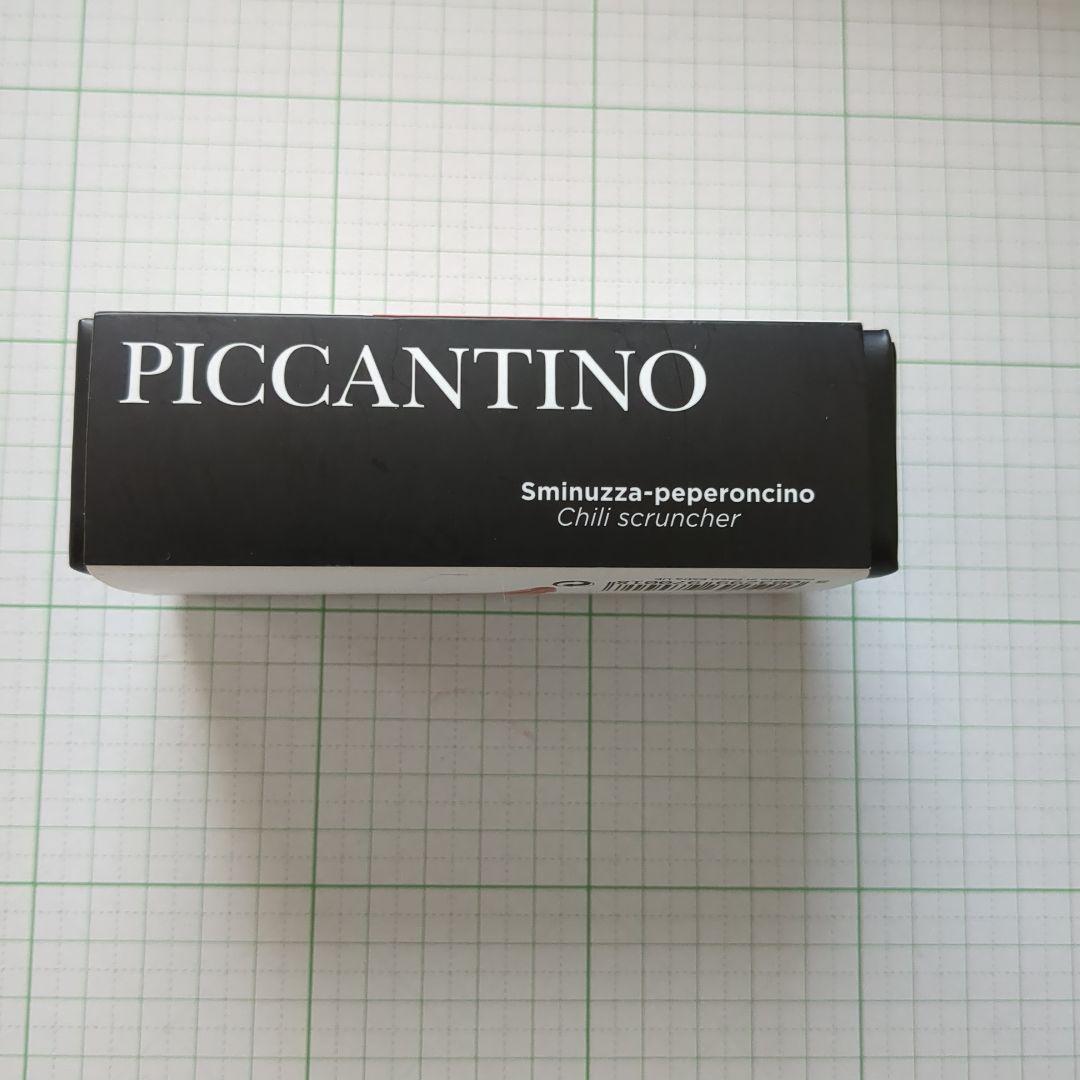 PICCANTINO
Sminuzza-peperoncino
Chili scruncher